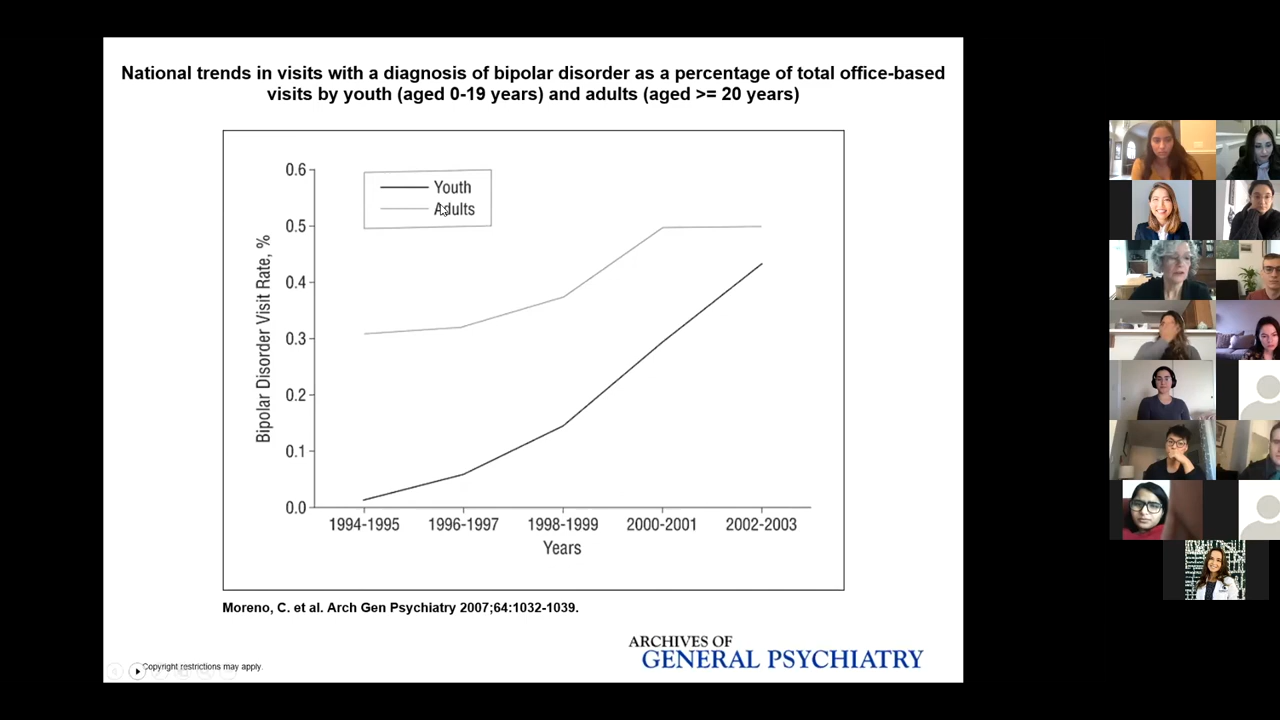 National trends in visits with a diagnosis of bipolar disorder as a percentage of total office-based
visits by youth (aged 0-19 years) and adults (aged >= 20 years)
0.6
Youth
Adults
0.5
0.4
0.3
0.2
0.1
0.0
Bipolar Disorder Visit Rate, %
1994-1995 1996-1997 1998-1999 2000-2001 2002-2003
Years
Moreno, C. et al. Arch Gen Psychiatry 2007;64:1032-1039.
ARCHIVES OF
GENERAL PSYCHIATRY
Copyright restrictions may apply.